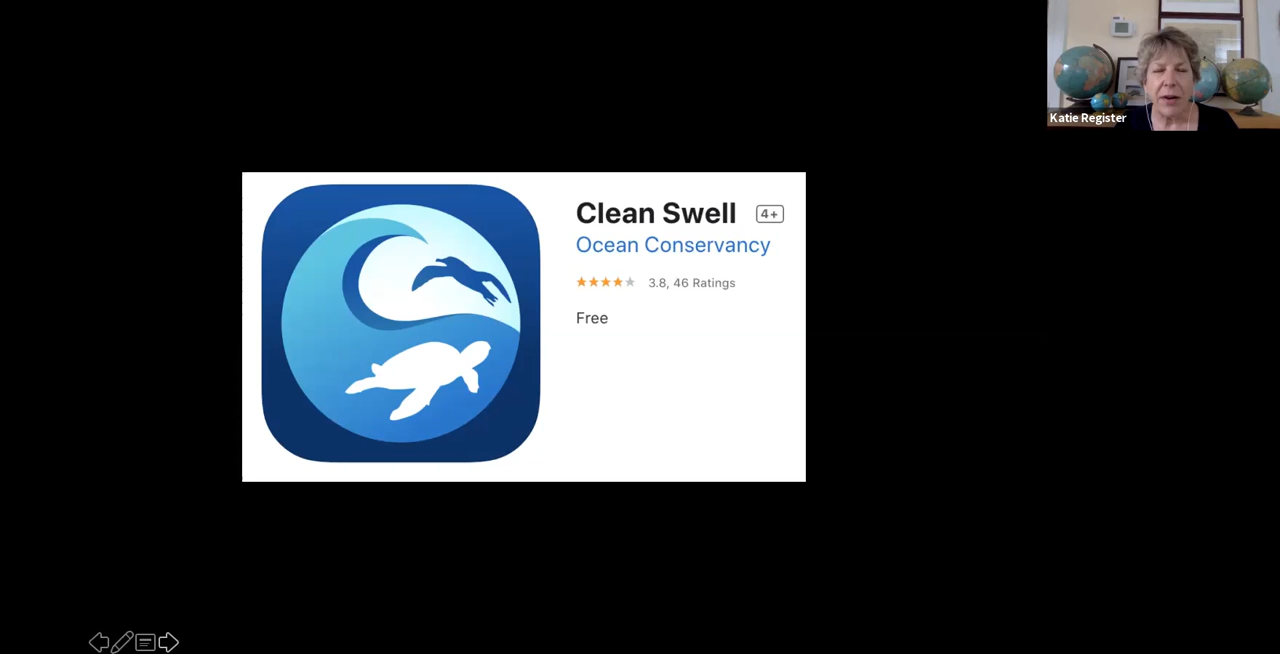 Katie Register
Clean Swell 4+
Ocean Conservancy
3.8, 46 Ratings
Free